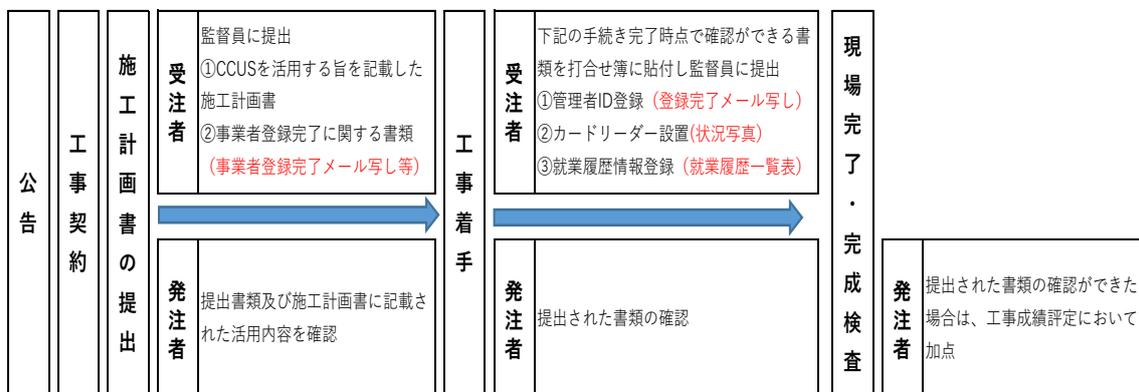 公告
工事契約
施工計画書の提出
受注者
監督員に提出
①CCUSを活用する旨を記載した
施工計画書
②事業者登録完了に関する書類
（事業者登録完了メール写し等）
発注者
提出書類及び施工計画書に記載さ
れた活用内容を確認
工事着手
受注者
下記の手続き完了時点で確認ができる書
類を打合せ簿に貼付し監督員に提出
①管理者ID登録（登録完了メール写し）
②カードリーダー設置(状況写真)
③就業履歴情報登録（就業履歴一覧表）
発注者
提出された書類の確認
現場完了・完成検査
発注者
提出された書類の確認ができた
場合は、工事成績評定において
加点